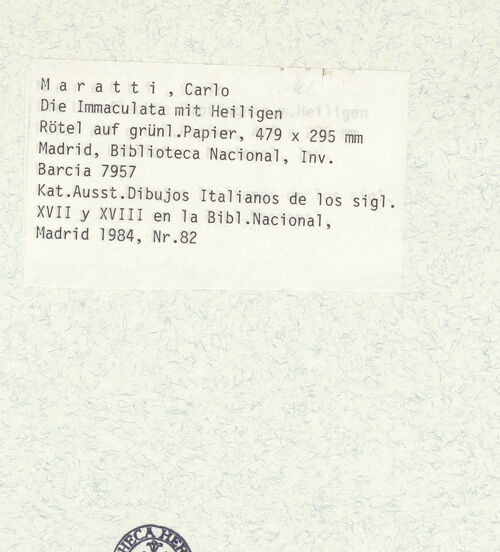 Maratti, Carlo
Die Immaculata mit Heiligen
Rötel auf grünl.Papier, 479 x 295 mm
Madrid, Biblioteca Nacional, Inv.
Barcia 7957
Kat.Ausst.Dibujos Italianos de los sigl.
XVII y XVIII en la Bibl.Nacional,
Madrid 1984, Nr.82